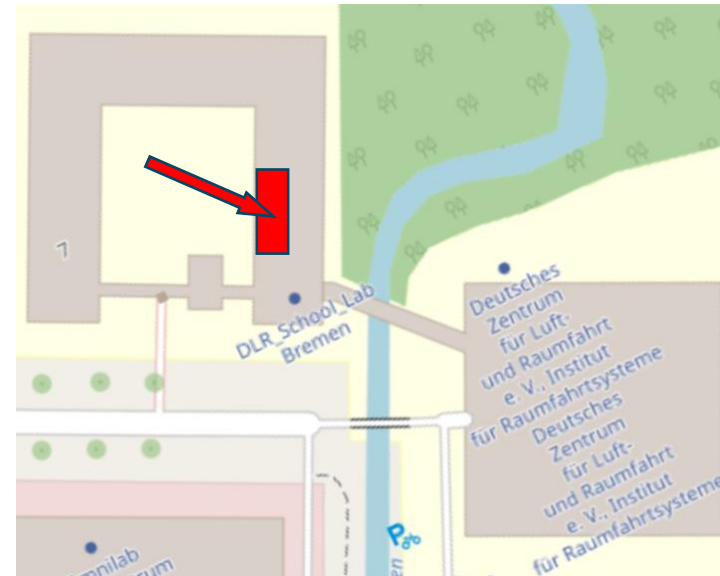 7
DLR_School_Lab
Bremen
Deutsches
Zentrum
für Luft-
und Raumfahrt
e. V., Institut
für Raumfahrtsysteme
Deutsches
Zentrum
für Luft-
und Raumfahrt
e. V., Institut
für Raumfahrtsysteme
P